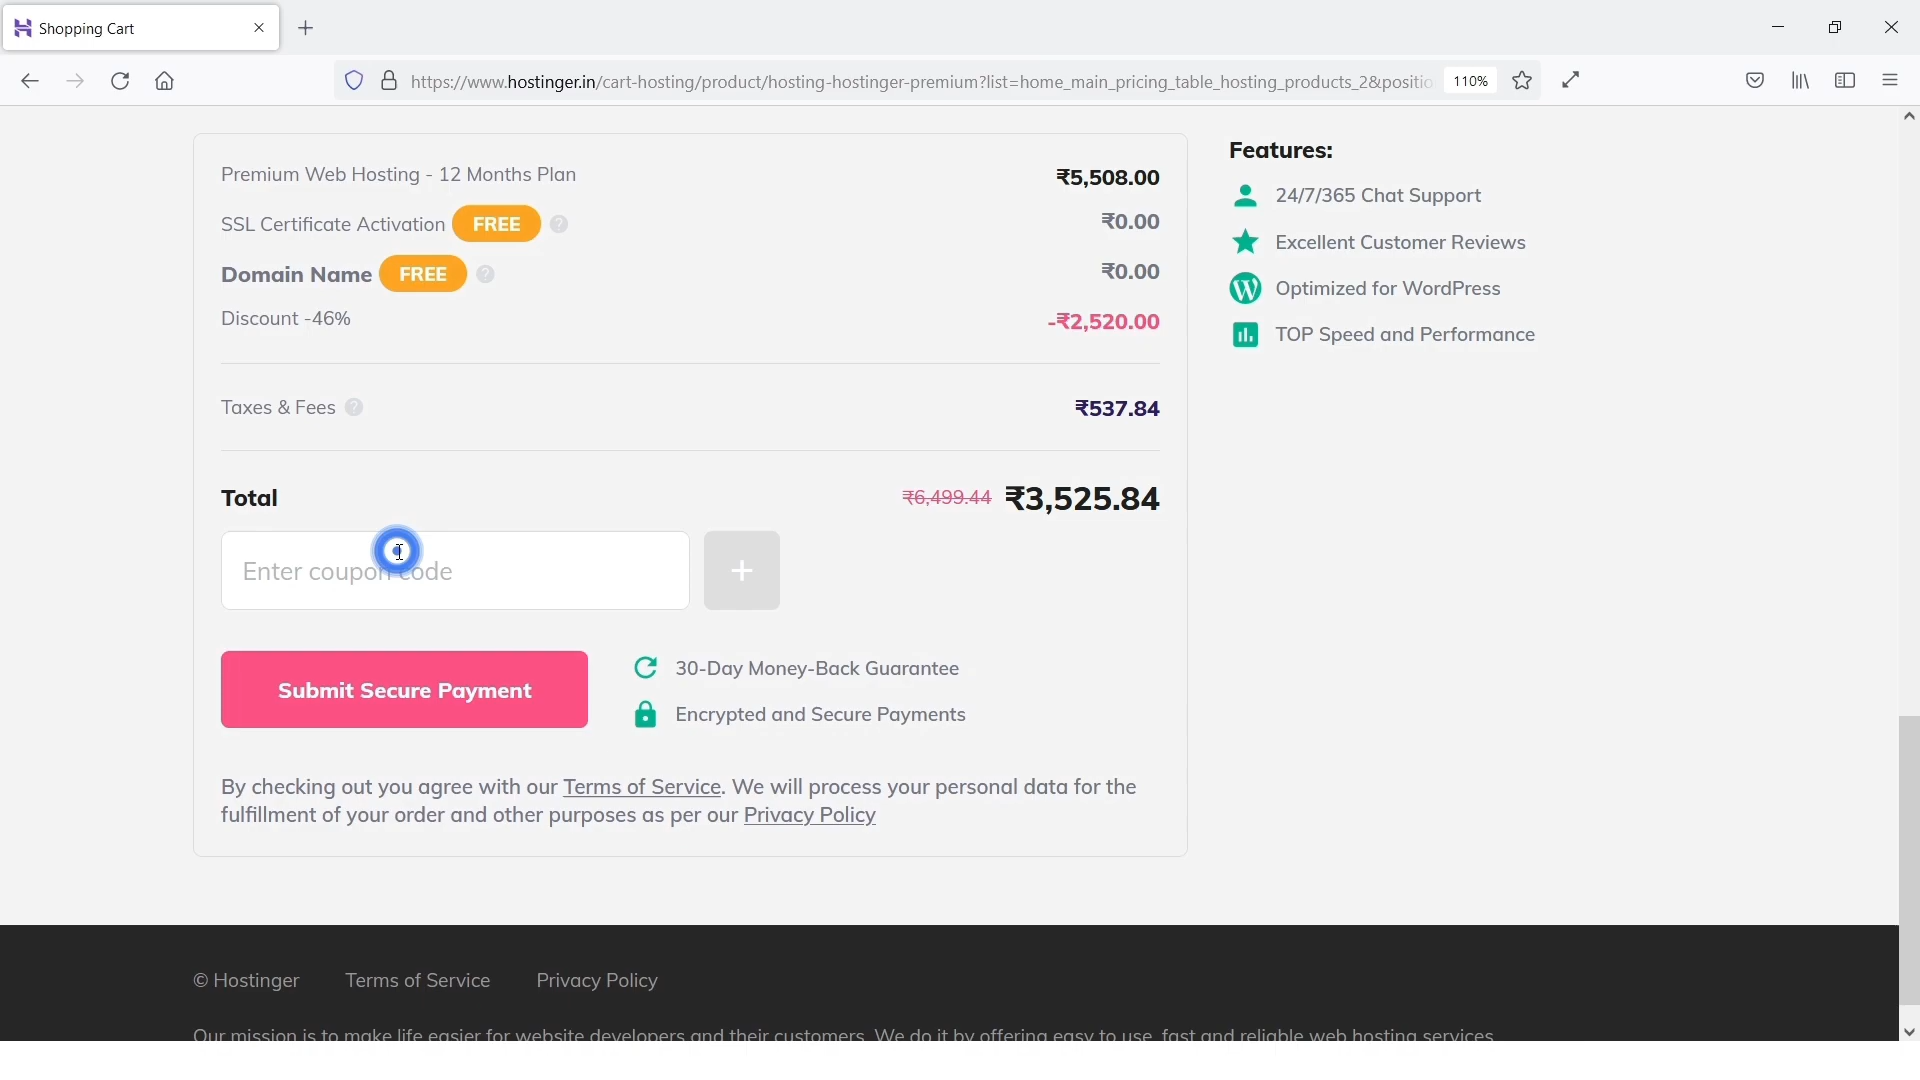 Shopping Cart
https://www.hostinger.in/cart-hosting/product/hosting-hostinger-premium?list=home_main_pricing_table_hosting_products_2&positio
110%
Premium Web Hosting - 12 Months Plan ₹5,508.00
SSL Certificate Activation FREE ? ₹0.00
Domain Name FREE ? ₹0.00
Discount -46% -₹2,520.00
Taxes & Fees ? ₹537.84
Total ₹6,499.44 ₹3,525.84
Enter coupon code +
Submit Secure Payment
30-Day Money-Back Guarantee
Encrypted and Secure Payments
By checking out you agree with our Terms of Service. We will process your personal data for the
fulfillment of your order and other purposes as per our Privacy Policy
Features:
24/7/365 Chat Support
Excellent Customer Reviews
Optimized for WordPress
TOP Speed and Performance
© Hostinger Terms of Service Privacy Policy
Our mission is to make life easier for website developers and their customers. We do it by offering easy to use, fast and reliable web hosting services.